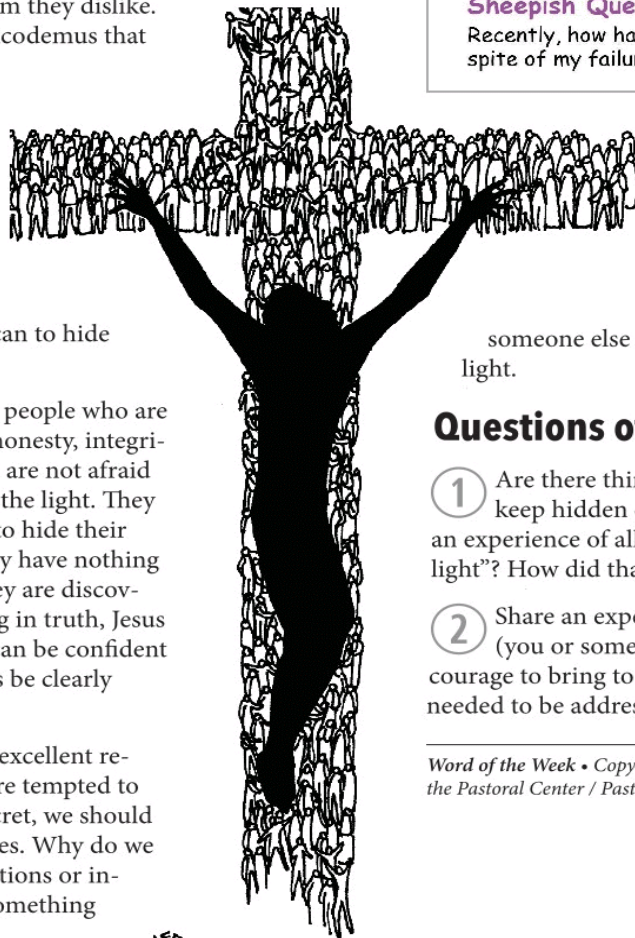 m they dislike.
codemus that
can to hide
people who are
honesty, integri-
are not afraid
the light. They
to hide their
y have nothing
ey are discov-
g in truth, Jesus
can be confident
s be clearly
excellent re-
re tempted to
cret, we should
es. Why do we
tions or in-
omething
Sheepish Que
Recently, how ha
spite of my failu
someone else
light.
Questions o
1 Are there thi
keep hidden
an experience of al
light”? How did tha
2 Share an expe
(you or some
courage to bring to
needed to be addres
Word of the Week • Copy
the Pastoral Center / Past